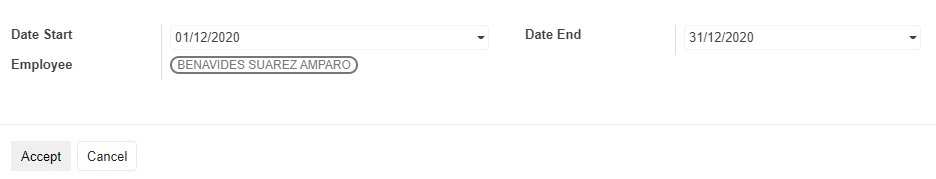 Date Start 01/12/2020 Date End 31/12/2020
Employee BENAVIDES SUAREZ AMPARO
Accept Cancel